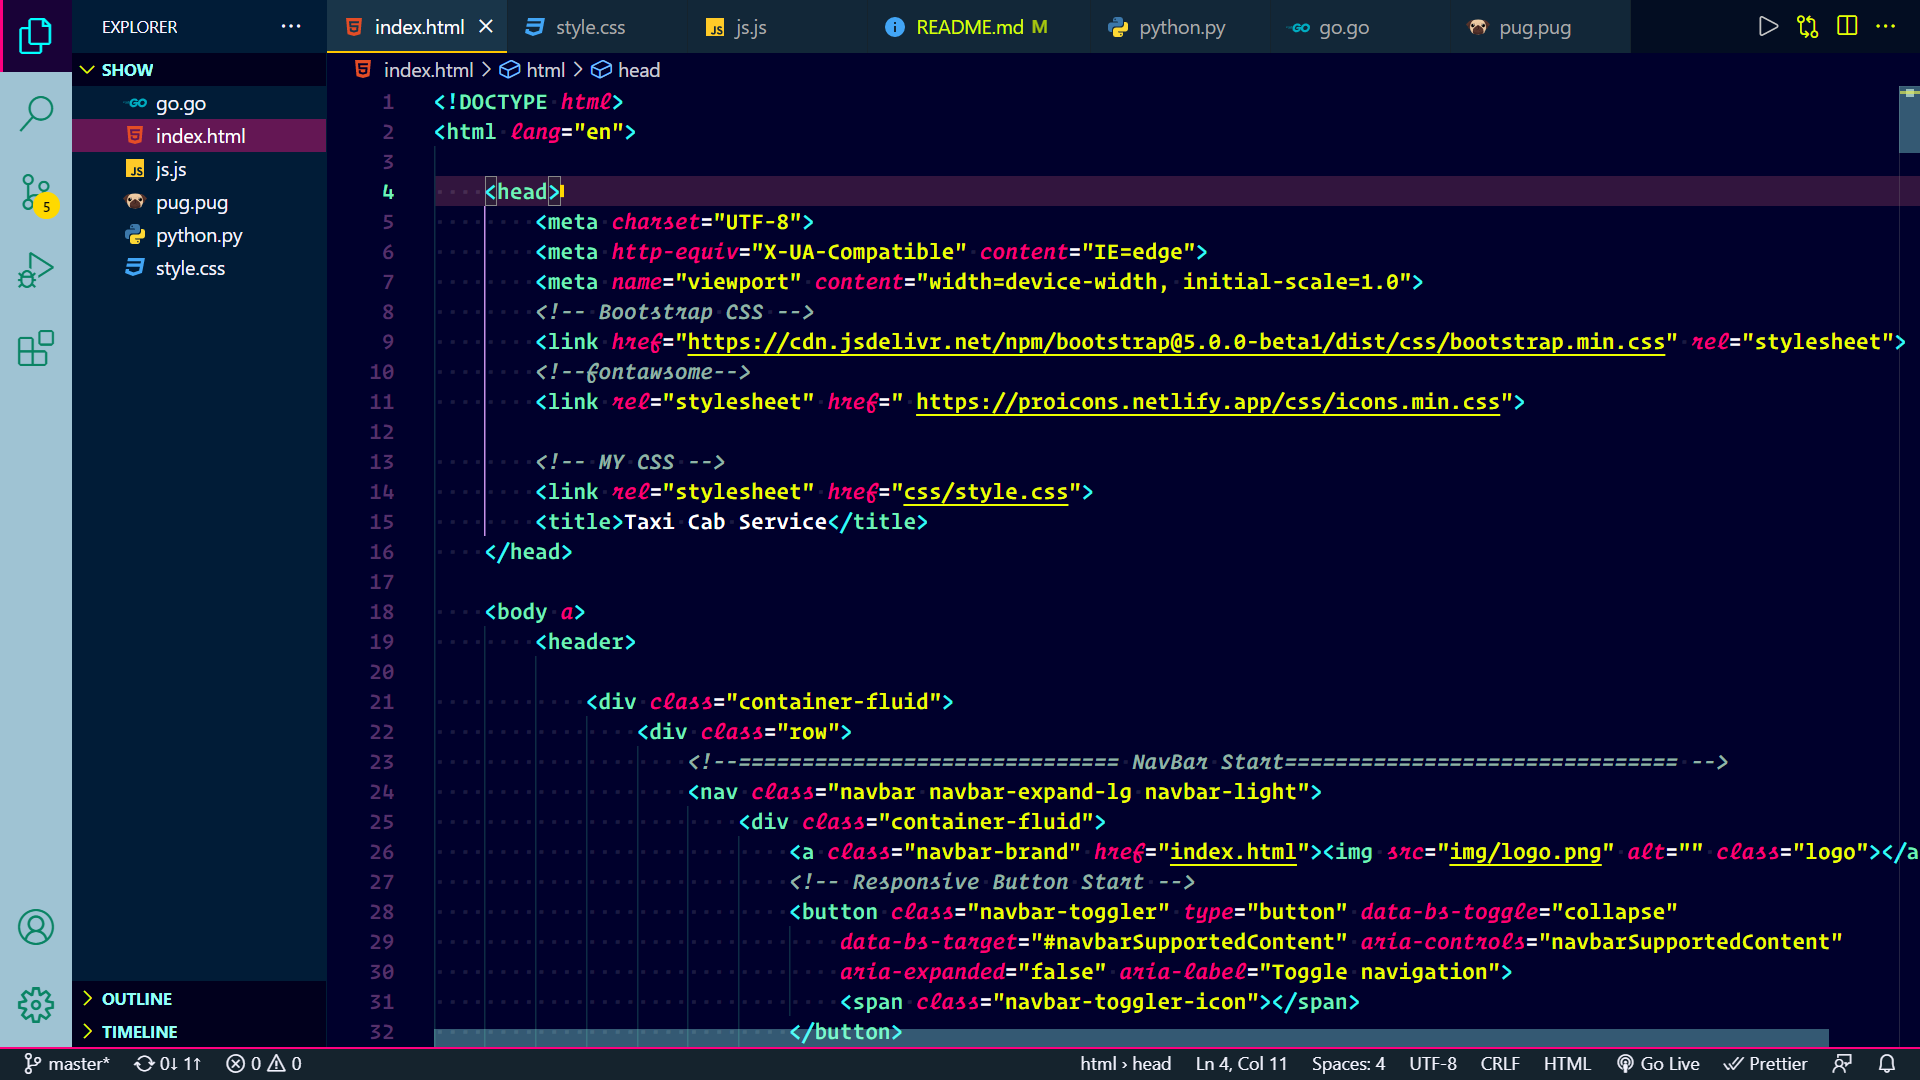 EXPLORER
index.html
style.css
js.js
README.md M
python.py
go.go
pug.pug
SHOW
go.go
index.html
js.js
pug.pug
python.py
style.css
5
OUTLINE
TIMELINE
index.html > html > head
1 <!DOCTYPE html>
2 <html lang="en">
3
4 <head>
5 <meta charset="UTF-8">
6 <meta http-equiv="X-UA-Compatible" content="IE=edge">
7 <meta name="viewport" content="width=device-width, initial-scale=1.0">
8 <!-- Bootstrap CSS -->
9 <link href="https://cdn.jsdelivr.net/npm/bootstrap@5.0.0-beta1/dist/css/bootstrap.min.css" rel="stylesheet">
10 <!--fontawsome-->
11 <link rel="stylesheet" href=" https://proicons.netlify.app/css/icons.min.css">
12
13 <!-- MY CSS -->
14 <link rel="stylesheet" href="css/style.css">
15 <title>Taxi Cab Service</title>
16 </head>
17
18 <body a>
19 <header>
20
21 <div class="container-fluid">
22 <div class="row">
23 <!--============================== NavBar Start=============================== -->
24 <nav class="navbar navbar-expand-lg navbar-light">
25 <div class="container-fluid">
26 <a class="navbar-brand" href="index.html"><img src="img/logo.png" alt="" class="logo"></a
27 <!-- Responsive Button Start -->
28 <button class="navbar-toggler" type="button" data-bs-toggle="collapse"
29 data-bs-target="#navbarSupportedContent" aria-controls="navbarSupportedContent"
30 aria-expanded="false" aria-label="Toggle navigation">
31 <span class="navbar-toggler-icon"></span>
32 </button>
master* 0↓ 1↑ 0 0 html › head Ln 4, Col 11 Spaces: 4 UTF-8 CRLF HTML Go Live Prettier